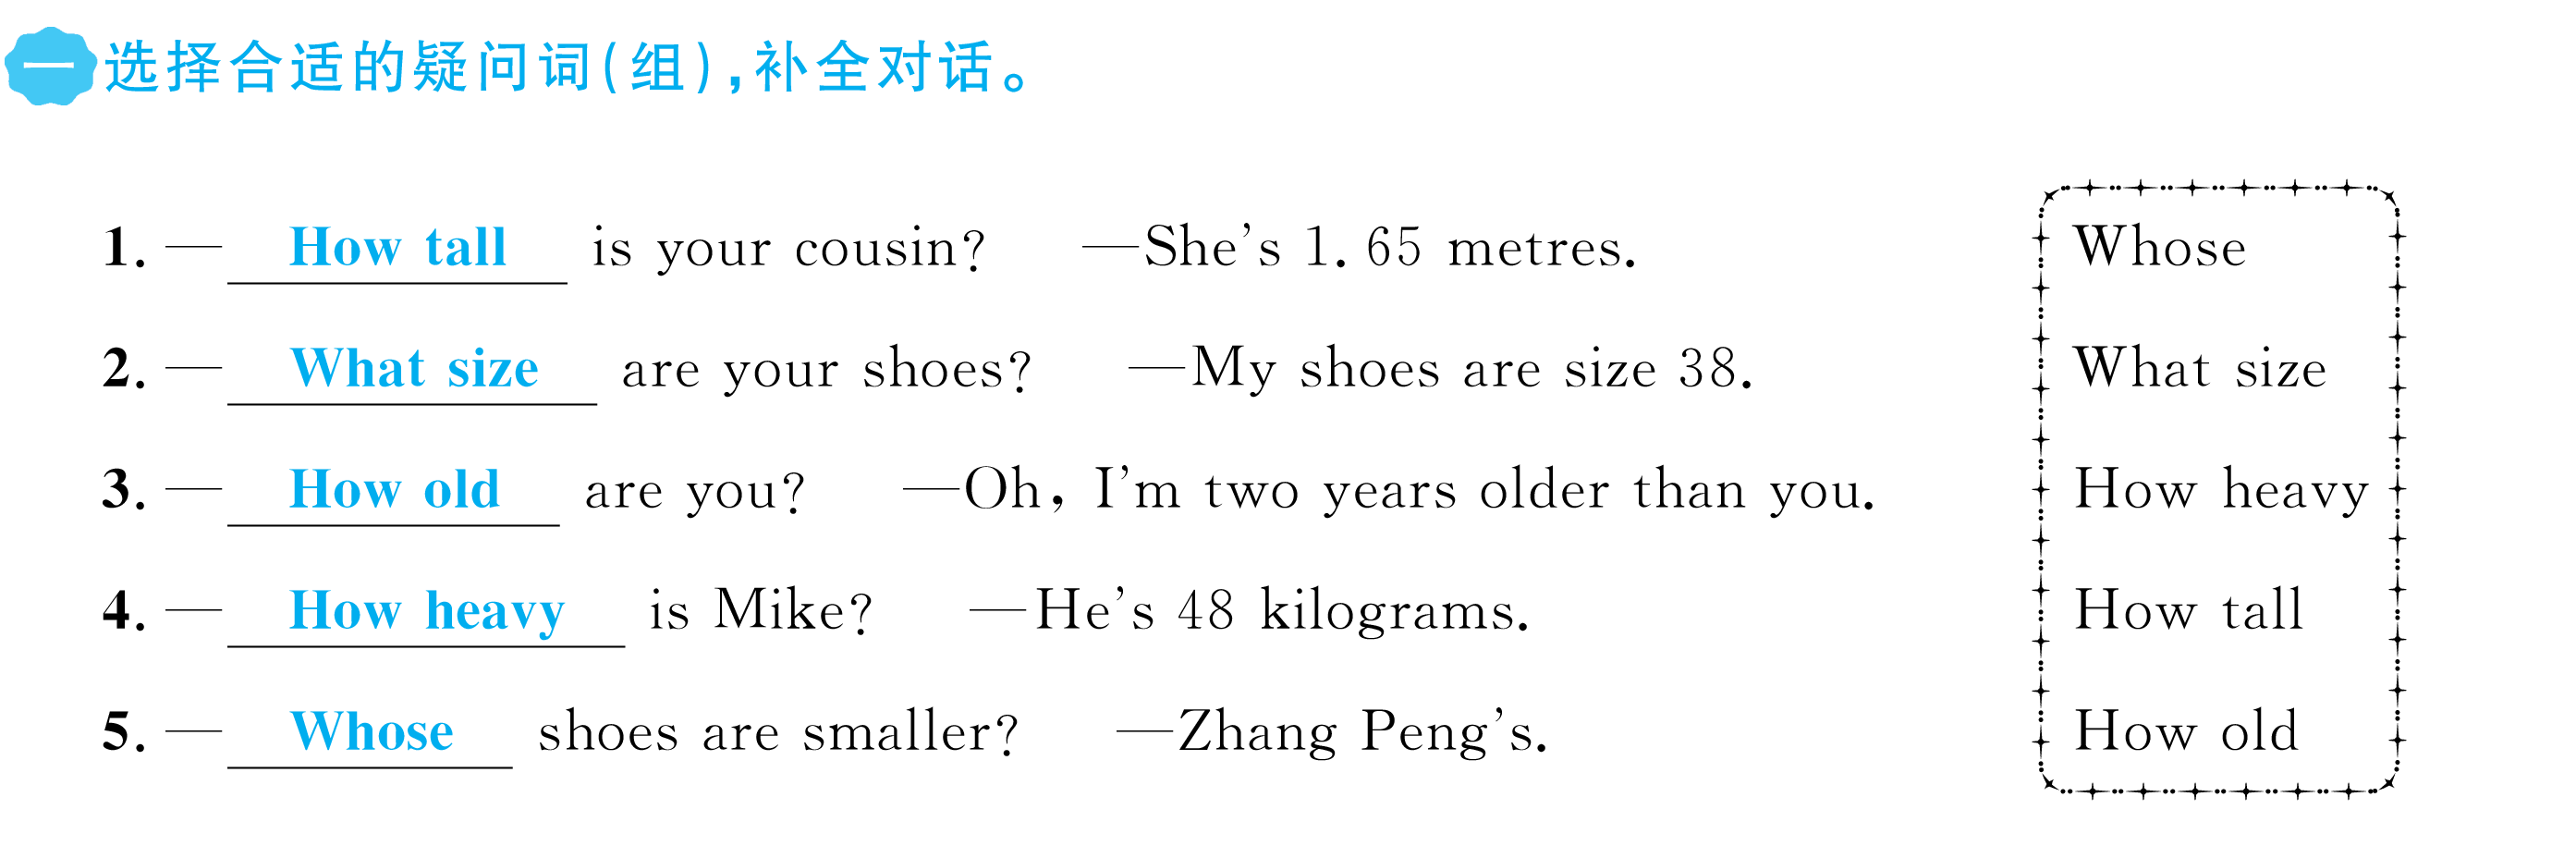 一 选择合适的疑问词(组),补全对话。
1. — How tall is your cousin? —She's 1. 65 metres.
2. — What size are your shoes? —My shoes are size 38.
3. — How old are you? —Oh, I'm two years older than you.
4. — How heavy is Mike? —He's 48 kilograms.
5. — Whose shoes are smaller? —Zhang Peng's.
Whose
What size
How heavy
How tall
How old